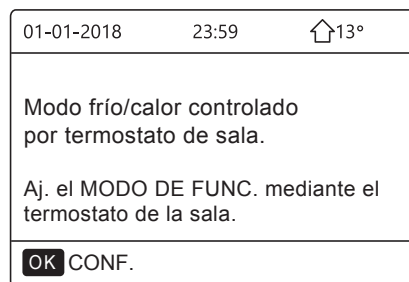 01-01-2018 23:59 13°
Modo frío/calor controlado
por termostato de sala.
Aj. el MODO DE FUNC. mediante el
termostato de la sala.
OK CONF.